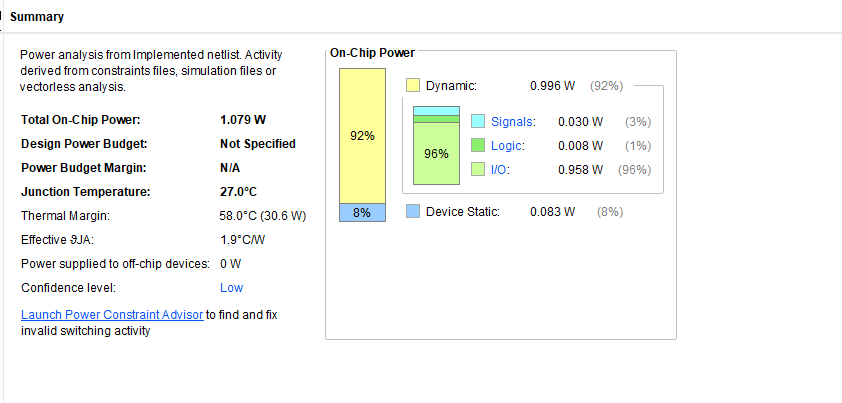 Summary
Power analysis from Implemented netlist. Activity
derived from constraints files, simulation files or
vectorless analysis.
Total On-Chip Power: 1.079 W
Design Power Budget: Not Specified
Power Budget Margin: N/A
Junction Temperature: 27.0°C
Thermal Margin: 58.0°C (30.6 W)
Effective ϑJA: 1.9°C/W
Power supplied to off-chip devices: 0 W
Confidence level: Low
Launch Power Constraint Advisor to find and fix
invalid switching activity
On-Chip Power
92%
8%
Dynamic: 0.996 W (92%)
96%
Signals: 0.030 W (3%)
Logic: 0.008 W (1%)
I/O: 0.958 W (96%)
Device Static: 0.083 W (8%)